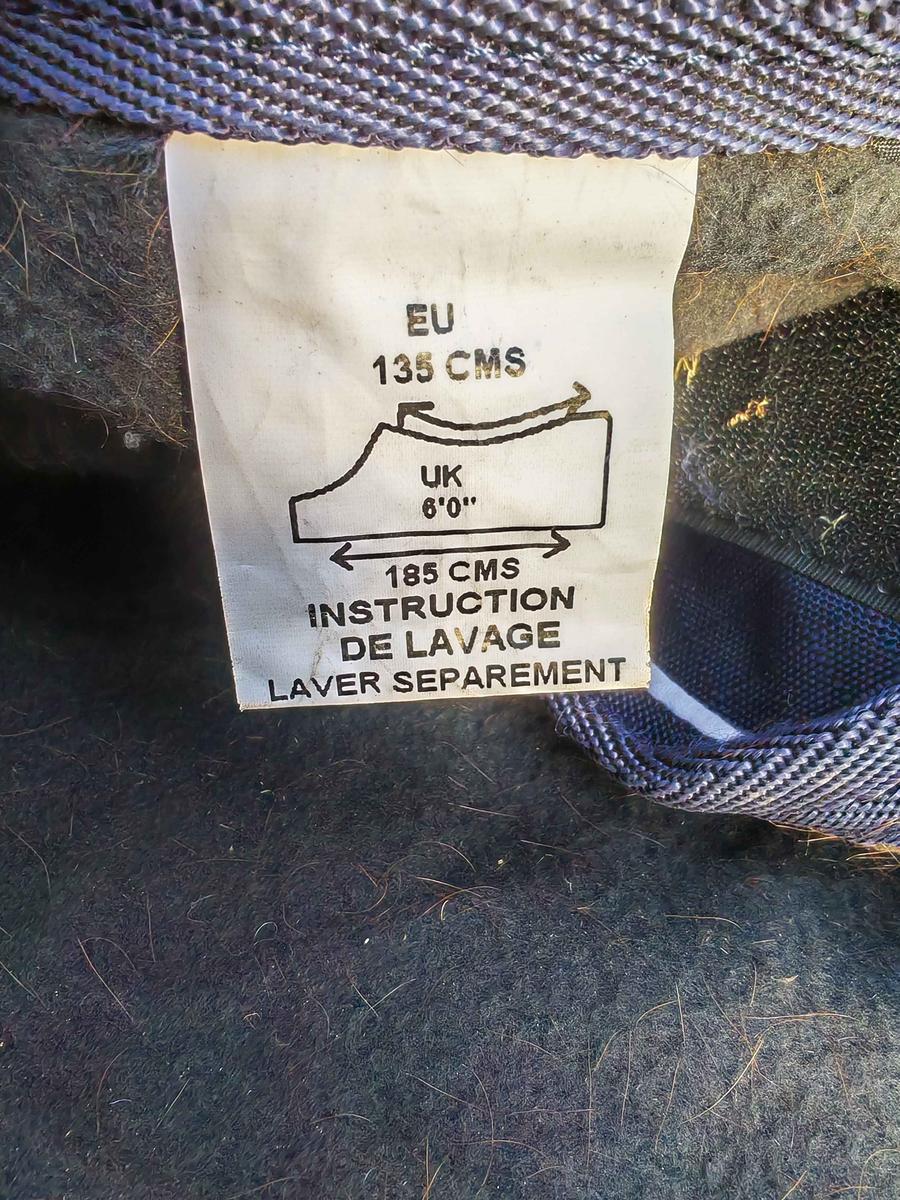 EU
135 CMS
UK
6'0"
185 CMS
INSTRUCTION
DE LAVAGE
LAVER SEPAREMENT